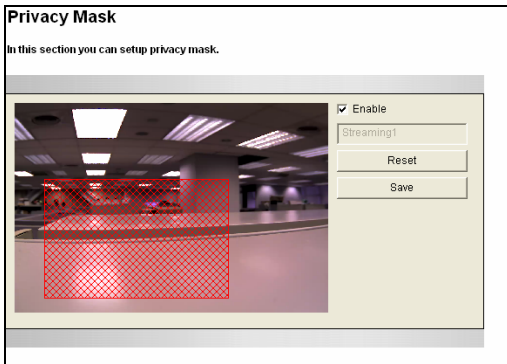 Privacy Mask
In this section you can setup privacy mask.
Enable
Streaming1
Reset
Save